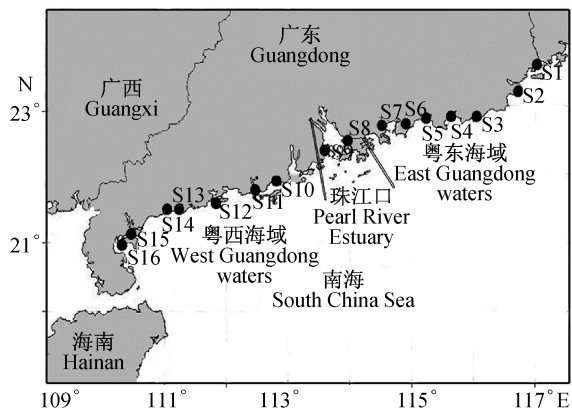 广东
Guangdong
广西
Guangxi
N
23°
21°
S1
S2
S3
S4
S5
S6
S7
S8
S9
S10
S11
S12
S13
S14
S15
S16
粤东海域
East Guangdong
waters
珠江口
Pearl River
Estuary
粤西海域
West Guangdong
waters
南海
South China Sea
海南
Hainan
109° 111° 113° 115° 117° E